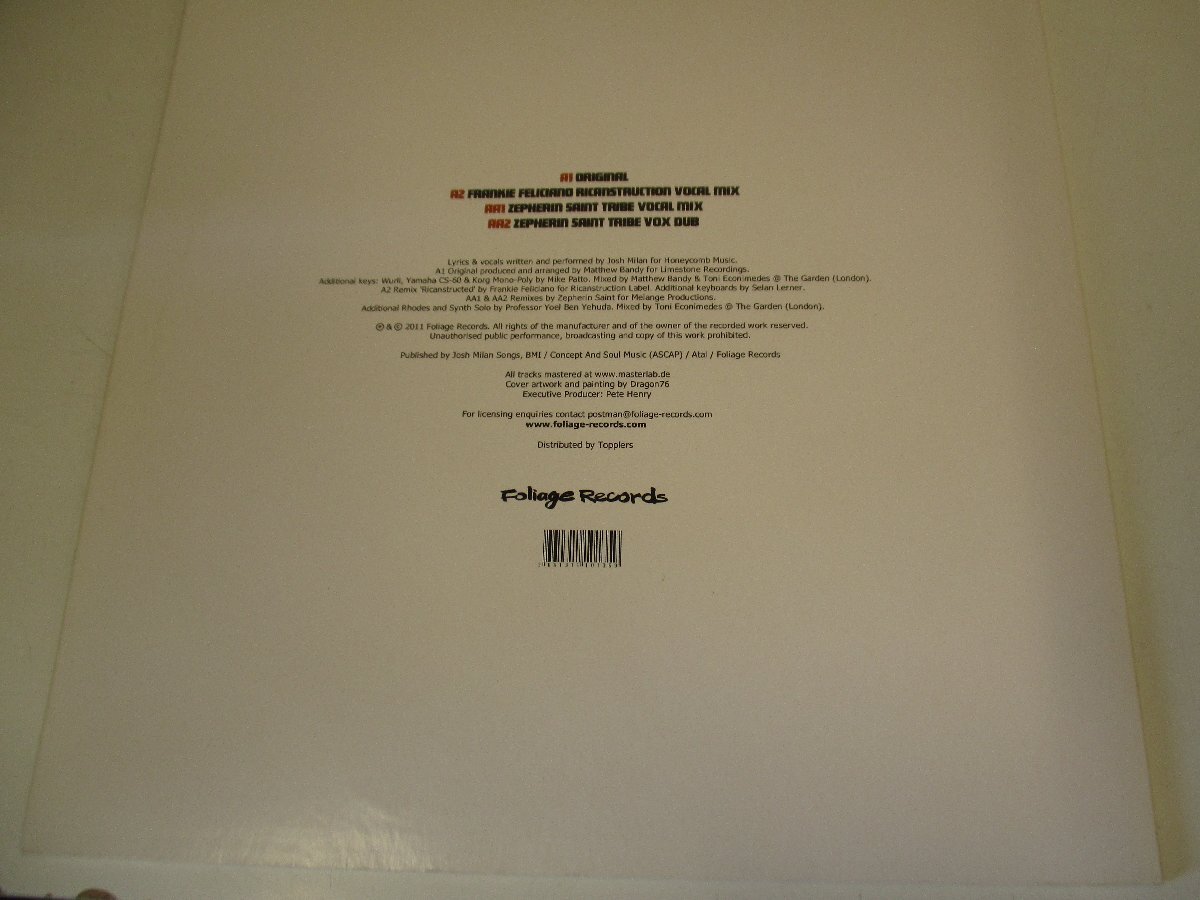 A1 ORIGINAL
A2 FRANKIE FELICIANO RICANSTRUCTION VOCAL MIX
AA1 ZEPHERIN SAINT TRIBE VOCAL MIX
AA2 ZEPHERIN SAINT TRIBE VOX DUB
Lyrics & vocals written and performed by Josh Milan for Honeycomb Music.
A1 Original produced and arranged by Matthew Bandy for Limestone Recordings.
Additional keys: Wurli, Yamaha CS-60 & Korg Mono-Poly by Mike Patto. Mixed by Matthew Bandy & Toni Econimedes @ The Garden (London).
A2 Remix 'Ricanstructed' by Frankie Feliciano for Ricanstruction Label. Additional keyboards by Selan Lerner.
AA1 & AA2 Remixes by Zepherin Saint for Melange Productions.
Additional Rhodes and Synth Solo by Professor Yoel Ben Yehuda. Mixed by Toni Econimedes @ The Garden (London).
℗ & © 2011 Foliage Records. All rights of the manufacturer and of the owner of the recorded work reserved.
Unauthorised public performance, broadcasting and copy of this work prohibited.
Published by Josh Milan Songs, BMI / Concept And Soul Music (ASCAP) / Atal / Foliage Records
All tracks mastered at www.masterlab.de
Cover artwork and painting by Dragon76
Executive Producer: Pete Henry
For licensing enquiries contact postman@foliage-records.com
www.foliage-records.com
Distributed by Topplers
Foliage Records